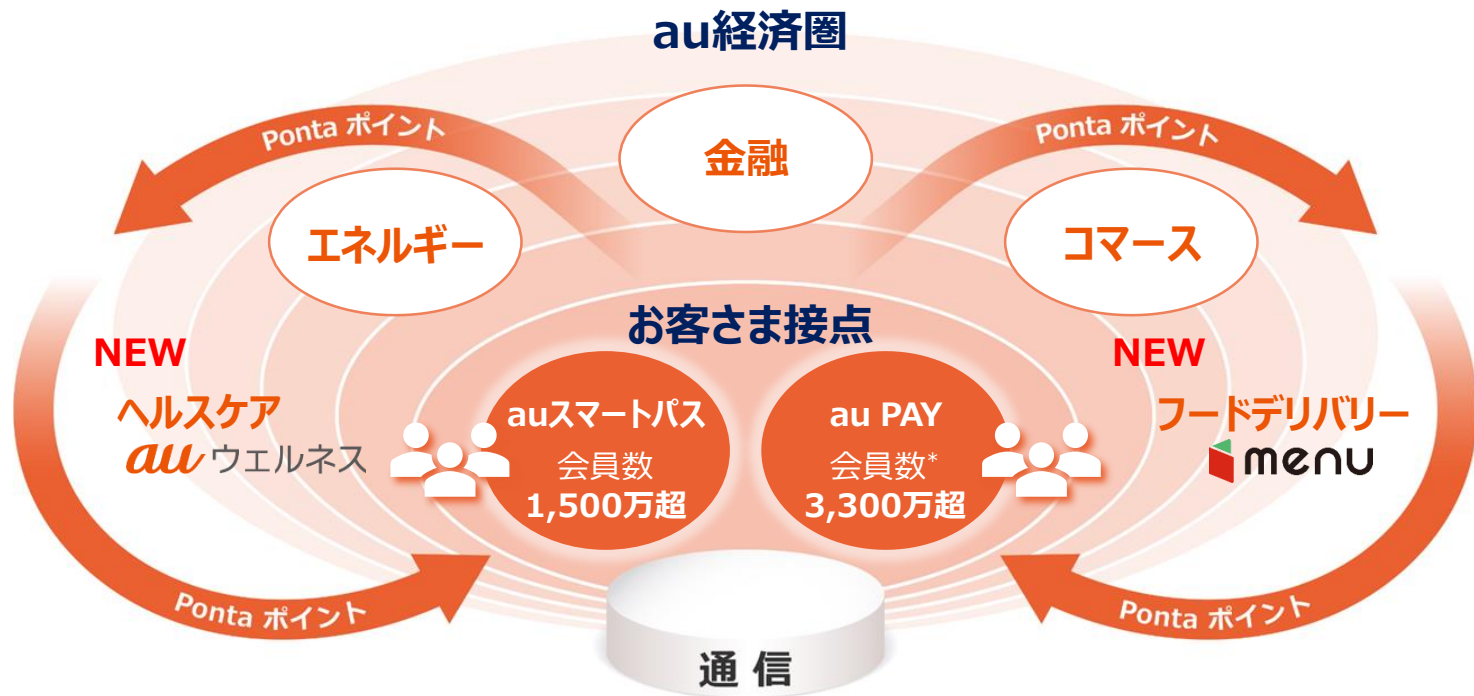 au経済圏
Ponta ポイント
Ponta ポイント
金融
エネルギー
コマース
お客さま接点
NEW
ヘルスケア
au ウェルネス
auスマートパス
会員数
1,500万超
au PAY
会員数*
3,300万超
NEW
フードデリバリー
menu
Ponta ポイント
Ponta ポイント
通 信